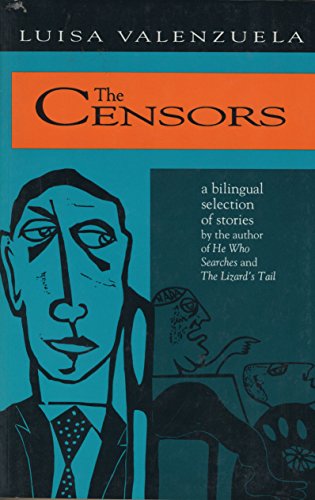 LUISA VALENZUELA
The
CENSORS
a bilingual
selection
of stories
by the author
of He Who
Searches and
The Lizard's Tail